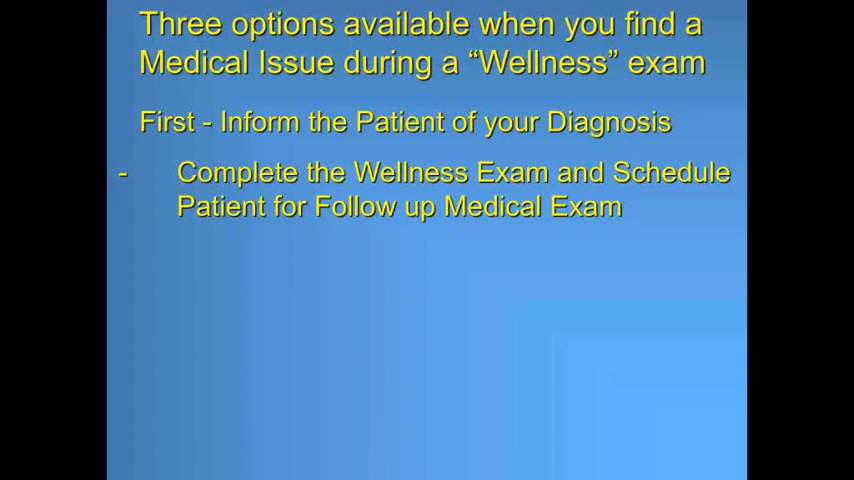 Three options available when you find a
Medical Issue during a “Wellness” exam
First - Inform the Patient of your Diagnosis
- Complete the Wellness Exam and Schedule
Patient for Follow up Medical Exam